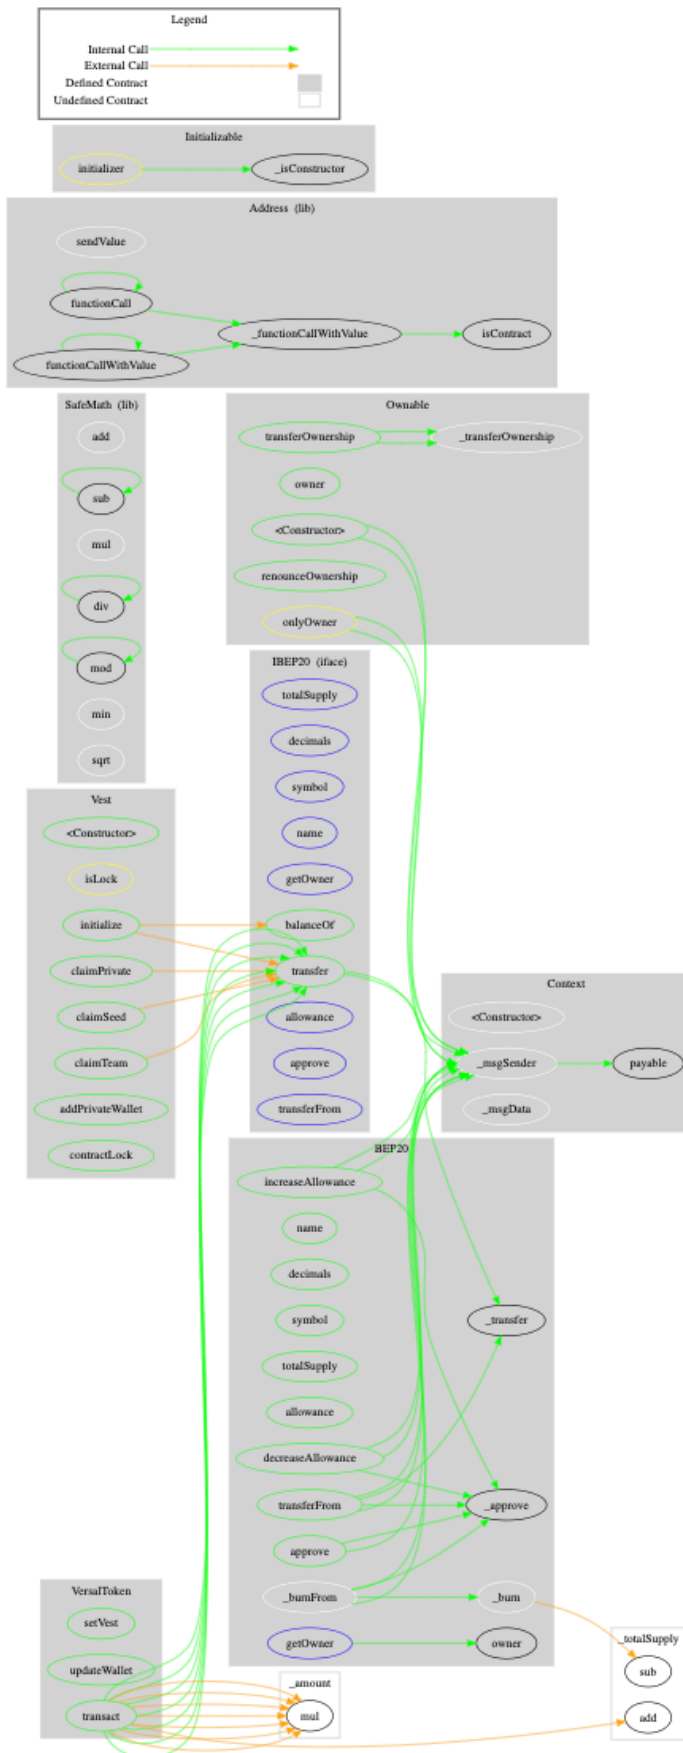 Legend
Internal Call
External Call
Defined Contract
Undefined Contract
Initializable
initializer
_isConstructor
Address (lib)
sendValue
functionCall
_functionCallWithValue
isContract
functionCallWithValue
SafeMath (lib)
add
sub
mul
div
mod
min
sqrt
Ownable
transferOwnership
_transferOwnership
owner
<Constructor>
renounceOwnership
onlyOwner
IBEP20 (iface)
totalSupply
decimals
symbol
name
getOwner
balanceOf
transfer
allowance
approve
transferFrom
Vest
<Constructor>
isLock
initialize
claimPrivate
claimSeed
claimTeam
addPrivateWallet
contractLock
Context
<Constructor>
_msgSender
payable
_msgData
BEP20
increaseAllowance
name
decimals
symbol
_transfer
totalSupply
allowance
decreaseAllowance
transferFrom
_approve
approve
_burnFrom
_burn
getOwner
owner
VersalToken
setVest
updateWallet
transact
_amount
mul
_totalSupply
sub
add